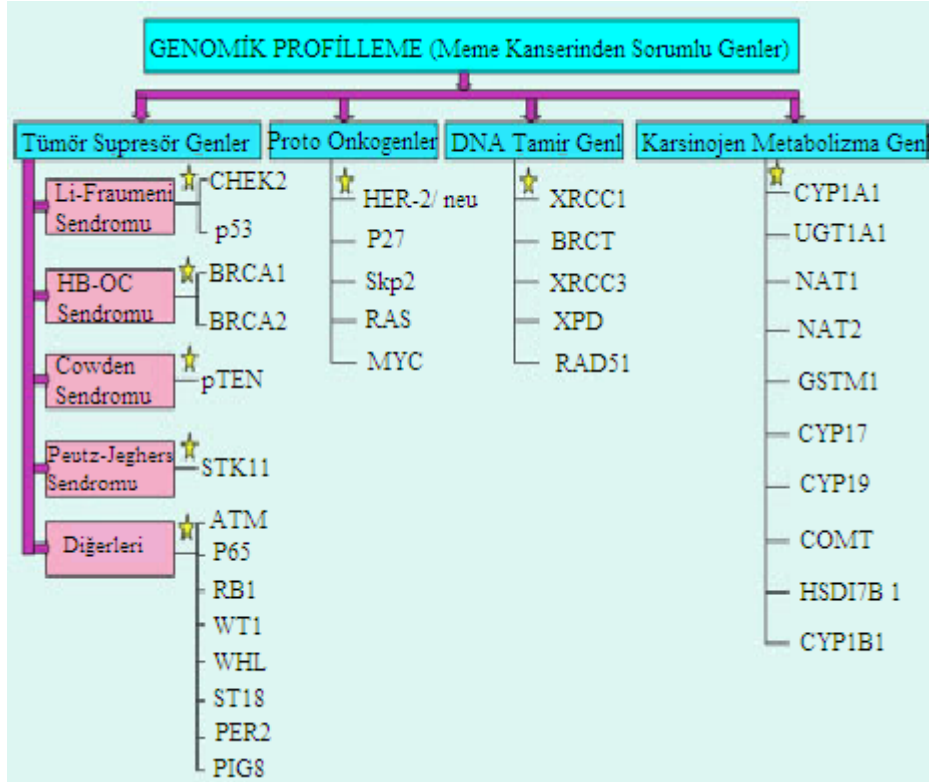 GENOMİK PROFİLLEME (Meme Kanserinden Sorumlu Genler)
Tümör Supresör Genler
Li-Fraumeni
Sendromu
CHEK2
p53
HB-OC
Sendromu
BRCA1
BRCA2
Cowden
Sendromu
pTEN
Peutz-Jeghers
Sendromu
STK11
Diğerleri
ATM
P65
RB1
WT1
WHL
ST18
PER2
PIG8
Proto Onkogenler
HER-2/ neu
P27
Skp2
RAS
MYC
DNA Tamir Genl
XRCC1
BRCT
XRCC3
XPD
RAD51
Karsinojen Metabolizma Genl
CYP1A1
UGT1A1
NAT1
NAT2
GSTM1
CYP17
CYP19
COMT
HSDI7B 1
CYP1B1